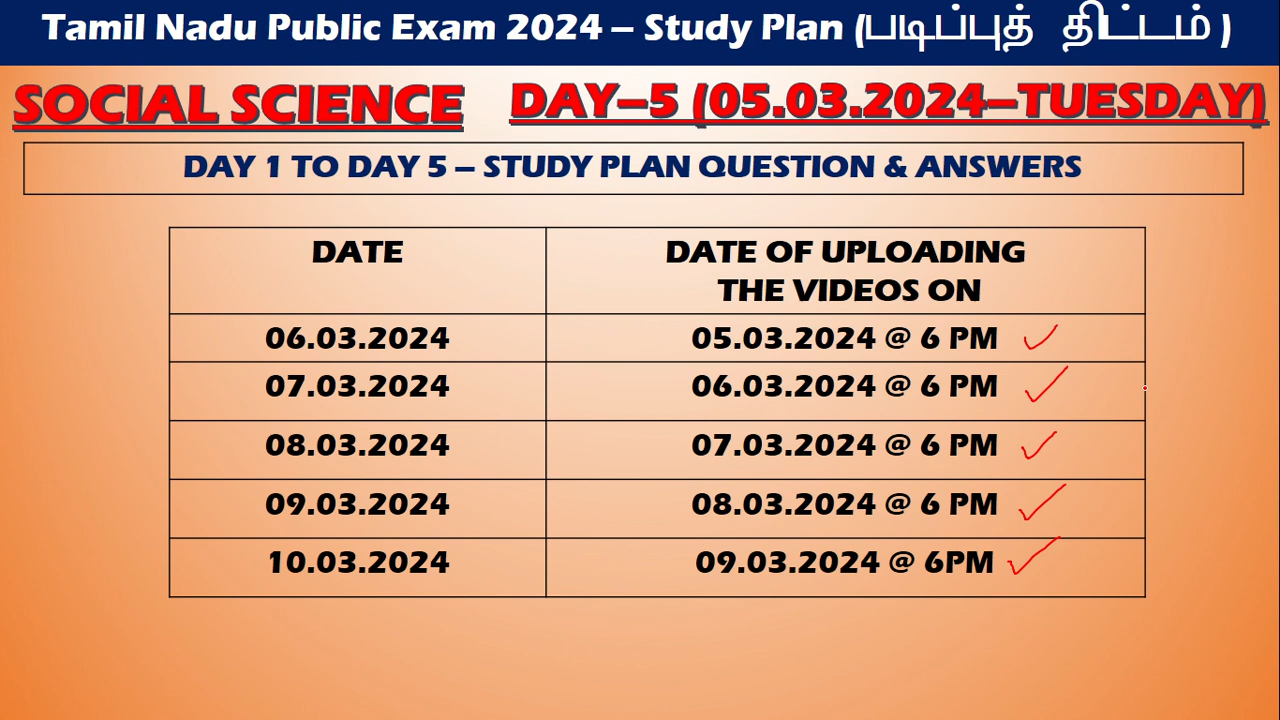 Tamil Nadu Public Exam 2024 – Study Plan (படிப்புத் திட்டம் )
SOCIAL SCIENCE DAY–5 (05.03.2024–TUESDAY)
DAY 1 TO DAY 5 – STUDY PLAN QUESTION & ANSWERS
DATE DATE OF UPLOADING
THE VIDEOS ON
06.03.2024 05.03.2024 @ 6 PM
07.03.2024 06.03.2024 @ 6 PM
08.03.2024 07.03.2024 @ 6 PM
09.03.2024 08.03.2024 @ 6 PM
10.03.2024 09.03.2024 @ 6PM